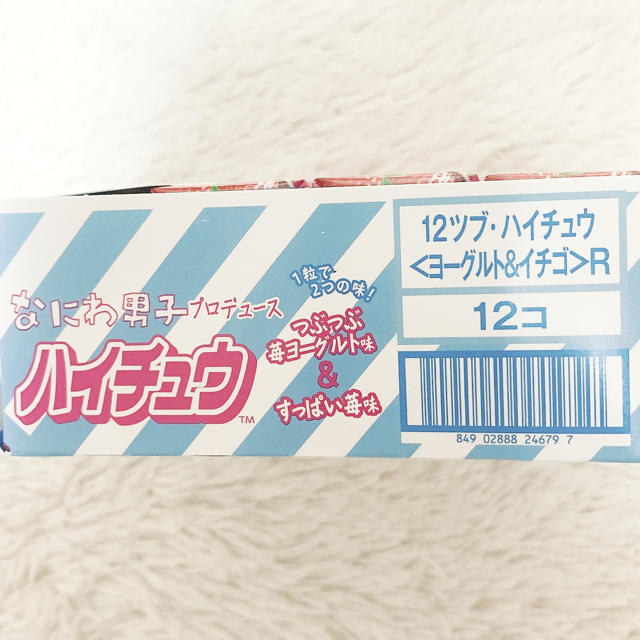 なにわ男子プロデュース
ハイチュウ™
1粒で
2つの味!
つぶつぶ
苺ヨーグルト味
&
すっぱい苺味
12ツブ・ハイチュウ
<ヨーグルト&イチゴ>R
12コ
849 02888 24679 7